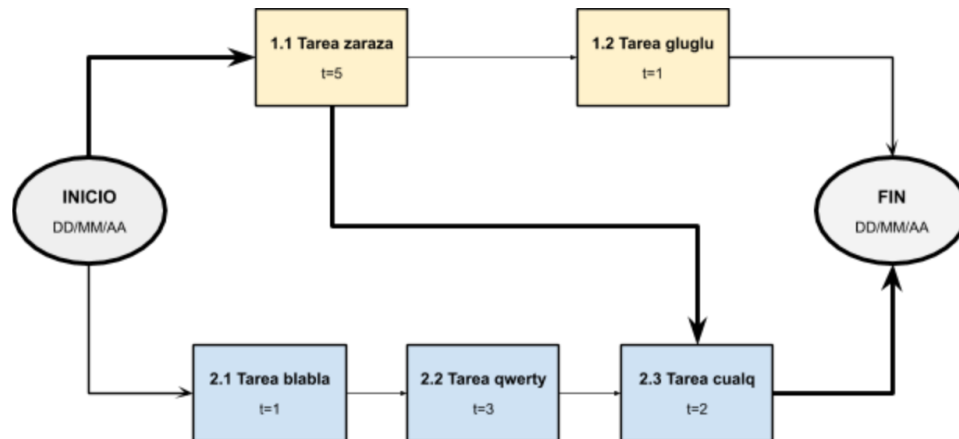 1.1 Tarea zaraza
t=5
1.2 Tarea gluglu
t=1
INICIO
DD/MM/AA
FIN
DD/MM/AA
2.1 Tarea blabla
t=1
2.2 Tarea qwerty
t=3
2.3 Tarea cualq
t=2